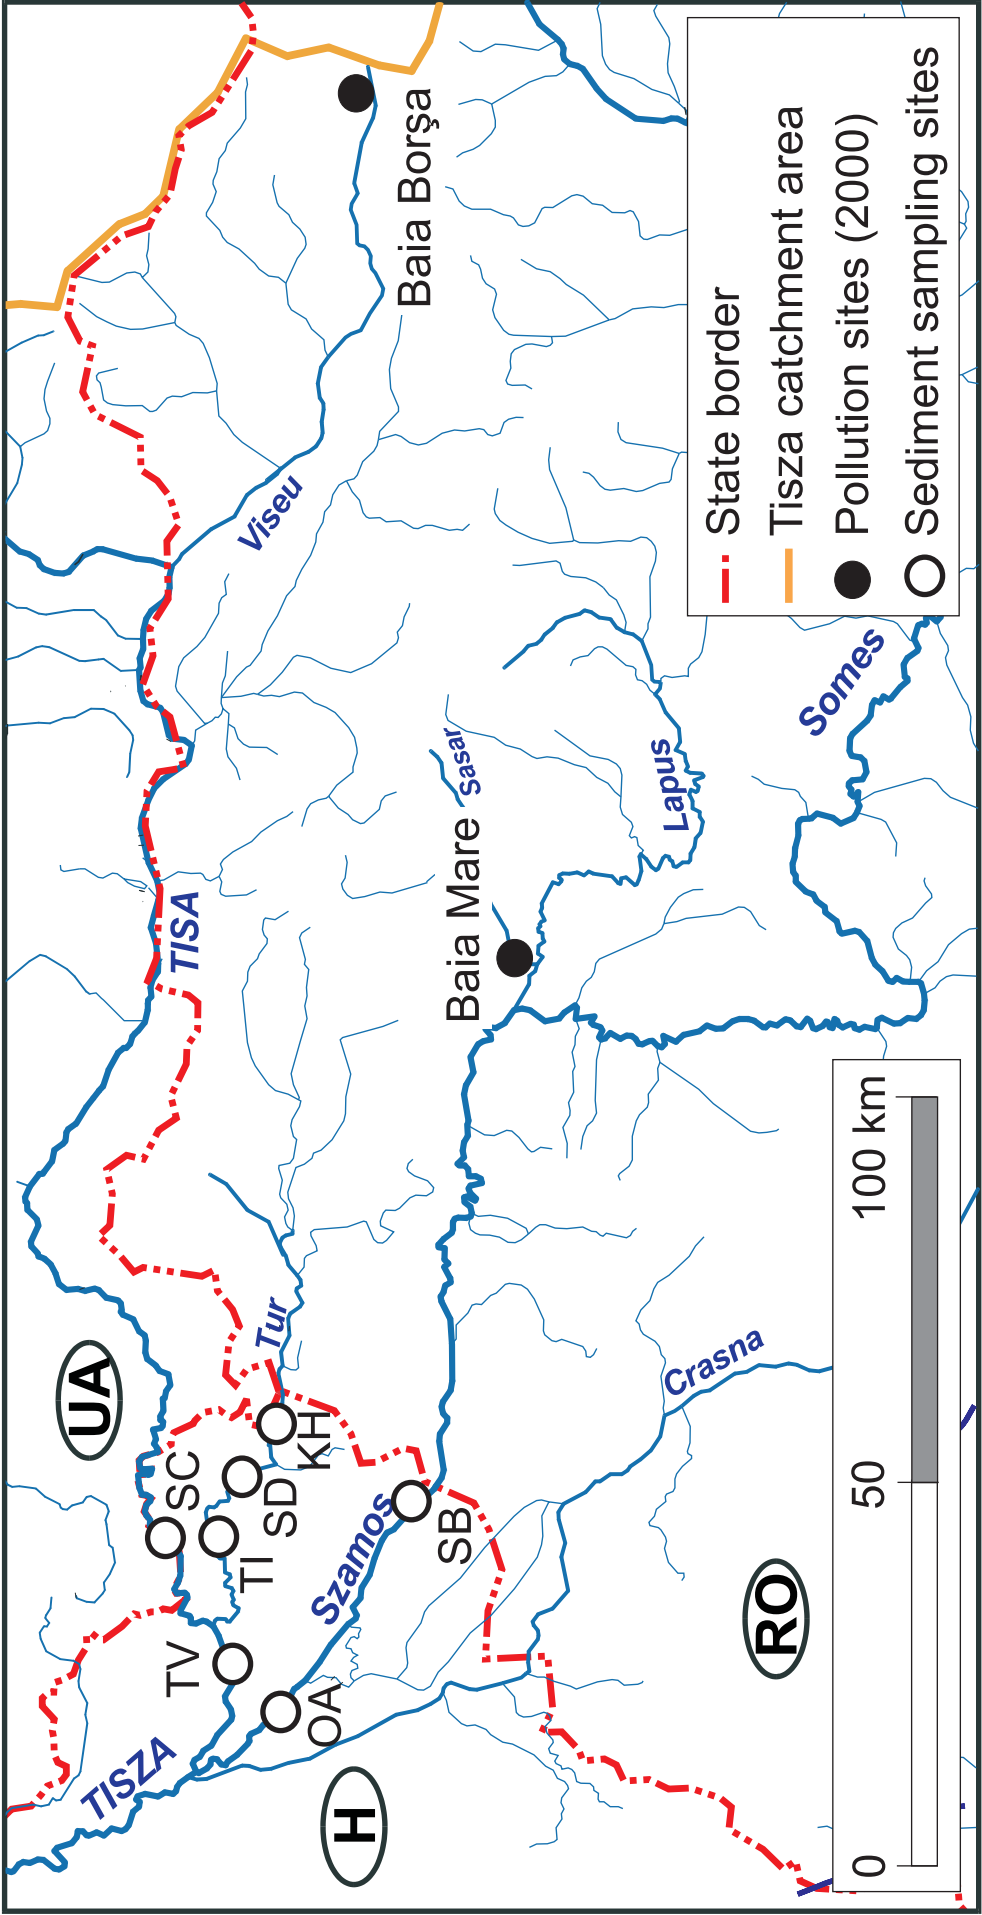 TISZA
UA
TISA
TV
SC
TI
SD
KH
Tur
Viseu
Baia Borşa
H
OA
Szamos
SB
Baia Mare
Sasar
Lapus
Crasna
RO
Somes
State border
Tisza catchment area
Pollution sites (2000)
Sediment sampling sites
0
50
100 km